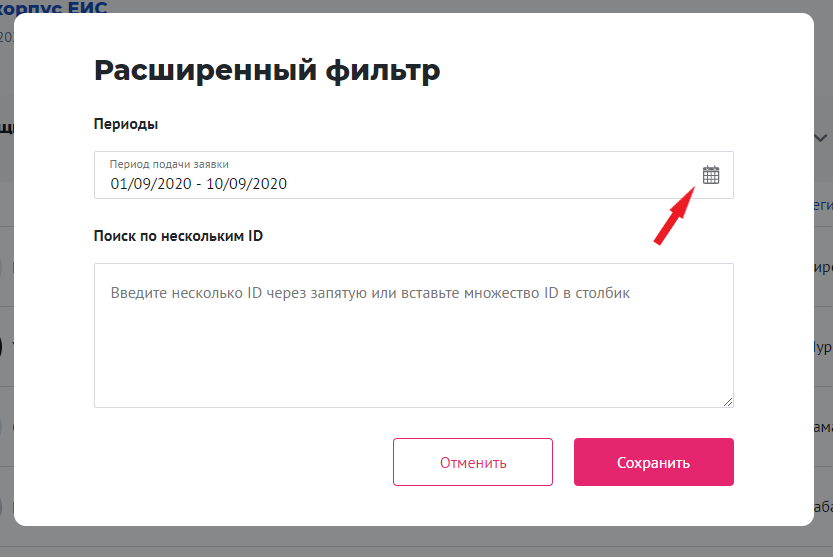 корпус ЕИС
Расширенный фильтр
Периоды
Период подачи заявки
01/09/2020 - 10/09/2020
Поиск по нескольким ID
Введите несколько ID через запятую или вставьте множество ID в столбик
Отменить
Сохранить